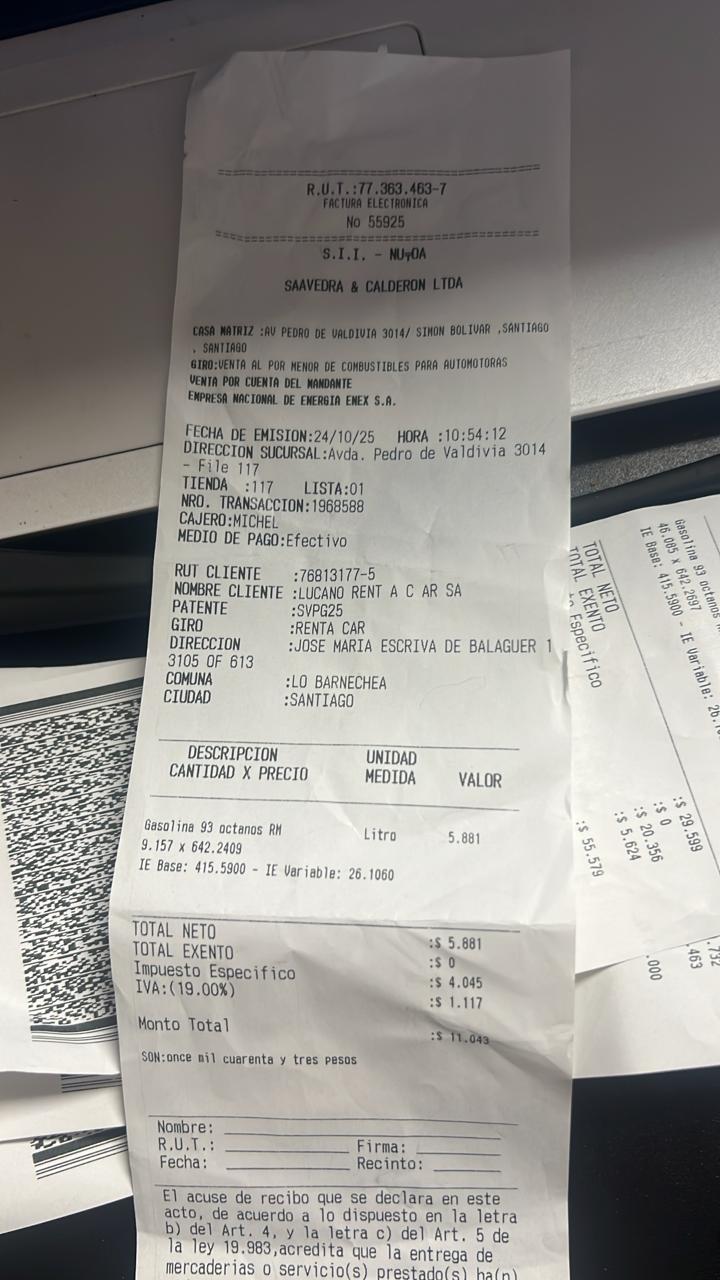 R.U.T.:77.363.463-7
FACTURA ELECTRONICA
No 55925
S.I.I. - NUyOA
SAAVEDRA & CALDERON LTDA
CASA MATRIZ :AV PEDRO DE VALDIVIA 3014/ SIMON BOLIVAR ,SANTIAGO
, SANTIAGO
GIRO:VENTA AL POR MENOR DE COMBUSTIBLES PARA AUTOMOTORAS
VENTA POR CUENTA DEL MANDANTE
EMPRESA NACIONAL DE ENERGIA ENEX S.A.
FECHA DE EMISION:24/10/25 HORA :10:54:12
DIRECCION SUCURSAL:Avda. Pedro de Valdivia 3014
- File 117
TIENDA :117 LISTA:01
NRO. TRANSACCION:1968588
CAJERO:MICHEL
MEDIO DE PAGO:Efectivo
RUT CLIENTE :76813177-5
NOMBRE CLIENTE :LUCANO RENT A C AR SA
PATENTE :SVPG25
GIRO :RENTA CAR
DIRECCION :JOSE MARIA ESCRIVA DE BALAGUER 1
3105 OF 613
COMUNA :LO BARNECHEA
CIUDAD :SANTIAGO
DESCRIPCION UNIDAD
CANTIDAD X PRECIO MEDIDA VALOR
Gasolina 93 octanos RM Litro 5.881
9.157 x 642.2409
IE Base: 415.5900 - IE Variable: 26.1060
TOTAL NETO :$ 5.881
TOTAL EXENTO :$ 0
Impuesto Especifico :$ 4.045
IVA:(19.00%) :$ 1.117
Monto Total :$ 11.043
SON:once mil cuarenta y tres pesos
Nombre:
R.U.T.: Firma:
Fecha: Recinto:
El acuse de recibo que se declara en este
acto, de acuerdo a lo dispuesto en la letra
b) del Art. 4, y la letra c) del Art. 5 de
la ley 19.983,acredita que la entrega de
mercaderias o servicio(s) prestado(s) ha(n)
Gasolina 93 octanos
46.085 x 642.2697
IE Base: 415.5900 - IE Variable: 26.
TOTAL NETO :$ 29.599
TOTAL EXENTO :$ 0
Especifico :$ 20.356
:$ 5.624
:$ 55.579
.732
.463
.000